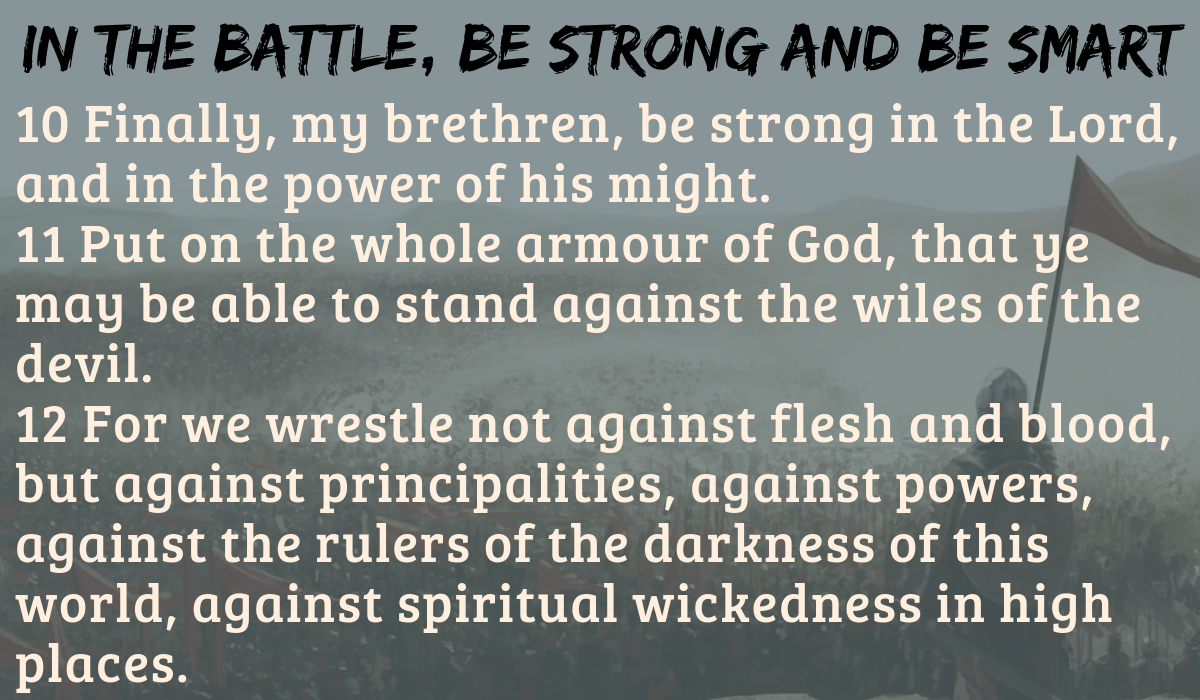 IN THE BATTLE, BE STRONG AND BE SMART
10 Finally, my brethren, be strong in the Lord,
and in the power of his might.
11 Put on the whole armour of God, that ye
may be able to stand against the wiles of the
devil.
12 For we wrestle not against flesh and blood,
but against principalities, against powers,
against the rulers of the darkness of this
world, against spiritual wickedness in high
places.